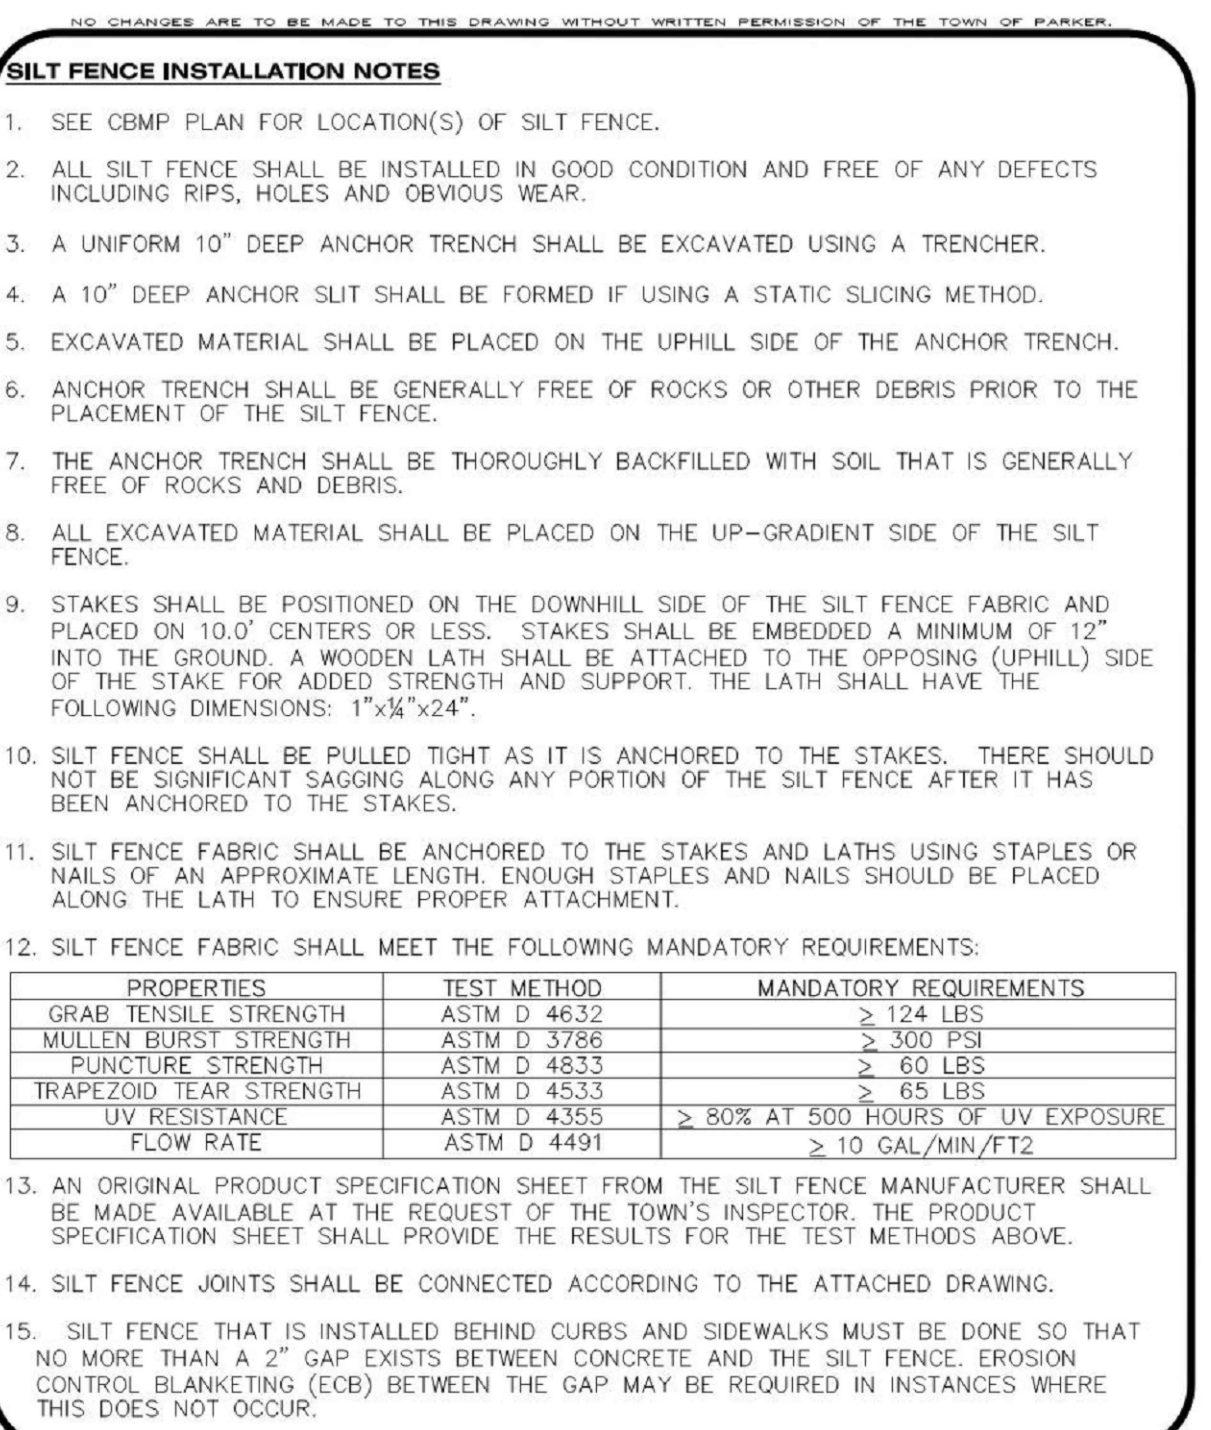 NO CHANGES ARE TO BE MADE TO THIS DRAWING WITHOUT WRITTEN PERMISSION OF THE TOWN OF PARKER.
SILT FENCE INSTALLATION NOTES
1. SEE CBMP PLAN FOR LOCATION(S) OF SILT FENCE.
2. ALL SILT FENCE SHALL BE INSTALLED IN GOOD CONDITION AND FREE OF ANY DEFECTS
INCLUDING RIPS, HOLES AND OBVIOUS WEAR.
3. A UNIFORM 10" DEEP ANCHOR TRENCH SHALL BE EXCAVATED USING A TRENCHER.
4. A 10" DEEP ANCHOR SLIT SHALL BE FORMED IF USING A STATIC SLICING METHOD.
5. EXCAVATED MATERIAL SHALL BE PLACED ON THE UPHILL SIDE OF THE ANCHOR TRENCH.
6. ANCHOR TRENCH SHALL BE GENERALLY FREE OF ROCKS OR OTHER DEBRIS PRIOR TO THE
PLACEMENT OF THE SILT FENCE.
7. THE ANCHOR TRENCH SHALL BE THOROUGHLY BACKFILLED WITH SOIL THAT IS GENERALLY
FREE OF ROCKS AND DEBRIS.
8. ALL EXCAVATED MATERIAL SHALL BE PLACED ON THE UP-GRADIENT SIDE OF THE SILT
FENCE.
9. STAKES SHALL BE POSITIONED ON THE DOWNHILL SIDE OF THE SILT FENCE FABRIC AND
PLACED ON 10.0' CENTERS OR LESS. STAKES SHALL BE EMBEDDED A MINIMUM OF 12"
INTO THE GROUND. A WOODEN LATH SHALL BE ATTACHED TO THE OPPOSING (UPHILL) SIDE
OF THE STAKE FOR ADDED STRENGTH AND SUPPORT. THE LATH SHALL HAVE THE
FOLLOWING DIMENSIONS: 1"x¼"x24".
10. SILT FENCE SHALL BE PULLED TIGHT AS IT IS ANCHORED TO THE STAKES. THERE SHOULD
NOT BE SIGNIFICANT SAGGING ALONG ANY PORTION OF THE SILT FENCE AFTER IT HAS
BEEN ANCHORED TO THE STAKES.
11. SILT FENCE FABRIC SHALL BE ANCHORED TO THE STAKES AND LATHS USING STAPLES OR
NAILS OF AN APPROXIMATE LENGTH. ENOUGH STAPLES AND NAILS SHOULD BE PLACED
ALONG THE LATH TO ENSURE PROPER ATTACHMENT.
12. SILT FENCE FABRIC SHALL MEET THE FOLLOWING MANDATORY REQUIREMENTS:
PROPERTIES TEST METHOD MANDATORY REQUIREMENTS
GRAB TENSILE STRENGTH ASTM D 4632 ≥ 124 LBS
MULLEN BURST STRENGTH ASTM D 3786 ≥ 300 PSI
PUNCTURE STRENGTH ASTM D 4833 ≥ 60 LBS
TRAPEZOID TEAR STRENGTH ASTM D 4533 ≥ 65 LBS
UV RESISTANCE ASTM D 4355 ≥ 80% AT 500 HOURS OF UV EXPOSURE
FLOW RATE ASTM D 4491 ≥ 10 GAL/MIN/FT2
13. AN ORIGINAL PRODUCT SPECIFICATION SHEET FROM THE SILT FENCE MANUFACTURER SHALL
BE MADE AVAILABLE AT THE REQUEST OF THE TOWN'S INSPECTOR. THE PRODUCT
SPECIFICATION SHEET SHALL PROVIDE THE RESULTS FOR THE TEST METHODS ABOVE.
14. SILT FENCE JOINTS SHALL BE CONNECTED ACCORDING TO THE ATTACHED DRAWING.
15. SILT FENCE THAT IS INSTALLED BEHIND CURBS AND SIDEWALKS MUST BE DONE SO THAT
NO MORE THAN A 2" GAP EXISTS BETWEEN CONCRETE AND THE SILT FENCE. EROSION
CONTROL BLANKETING (ECB) BETWEEN THE GAP MAY BE REQUIRED IN INSTANCES WHERE
THIS DOES NOT OCCUR.